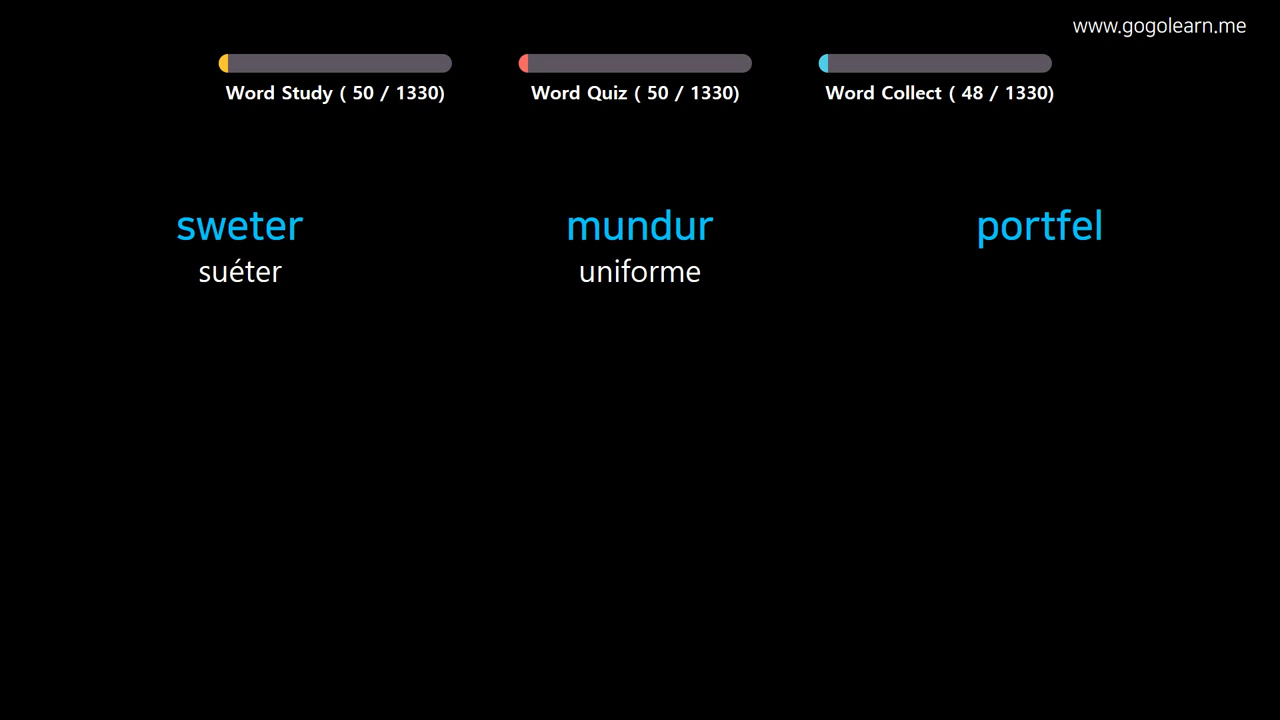 www.gogolearn.me
Word Study ( 50 / 1330)
Word Quiz ( 50 / 1330)
Word Collect ( 48 / 1330)
sweter
suéter
mundur
uniforme
portfel